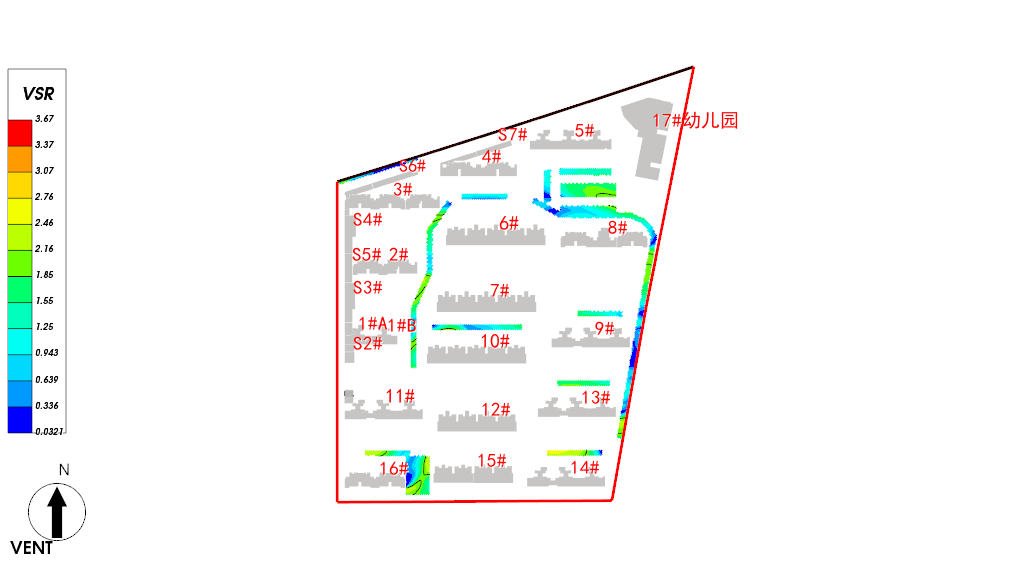 VSR
3.67
3.37
3.07
2.76
2.46
2.16
1.85
1.55
1.25
0.943
0.639
0.336
0.0321
N
VENT
17#幼儿园
S7# 5#
4#
S6#
3#
S4#
6#
8#
S5# 2#
S3#
7#
1#A1#B
9#
S2#
10#
11#
13#
12#
15#
16#
14#